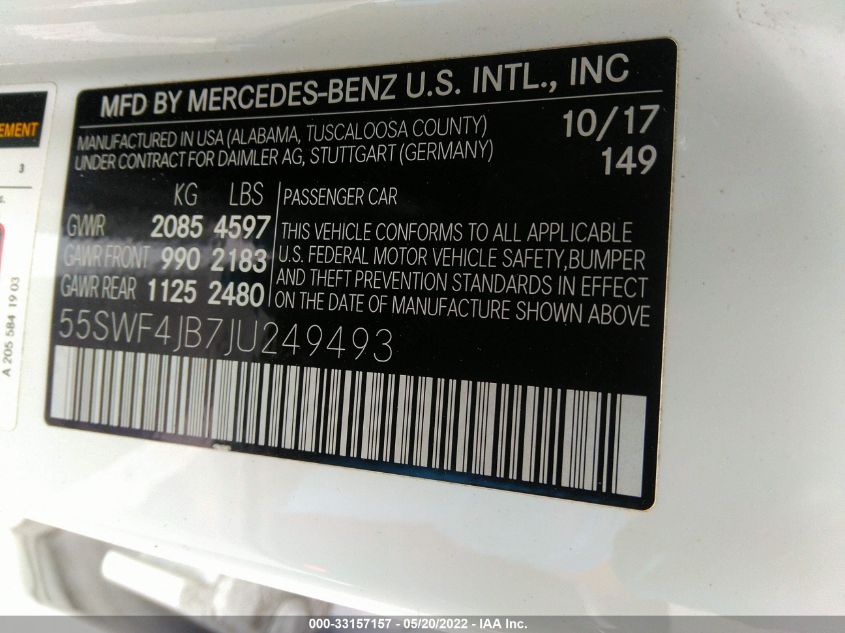 MFD BY MERCEDES-BENZ U.S. INTL., INC
MANUFACTURED IN USA (ALABAMA, TUSCALOOSA COUNTY)
UNDER CONTRACT FOR DAIMLER AG, STUTTGART (GERMANY)
10/17
149
KG LBS
GVWR 2085 4597
GAWR FRONT 990 2183
GAWR REAR 1125 2480
PASSENGER CAR
THIS VEHICLE CONFORMS TO ALL APPLICABLE
U.S. FEDERAL MOTOR VEHICLE SAFETY,BUMPER
AND THEFT PREVENTION STANDARDS IN EFFECT
ON THE DATE OF MANUFACTURE SHOWN ABOVE
55SWF4JB7JU249493
EMENT
3
A 205 584 19 03
000-33157157 - 05/20/2022 - IAA Inc.